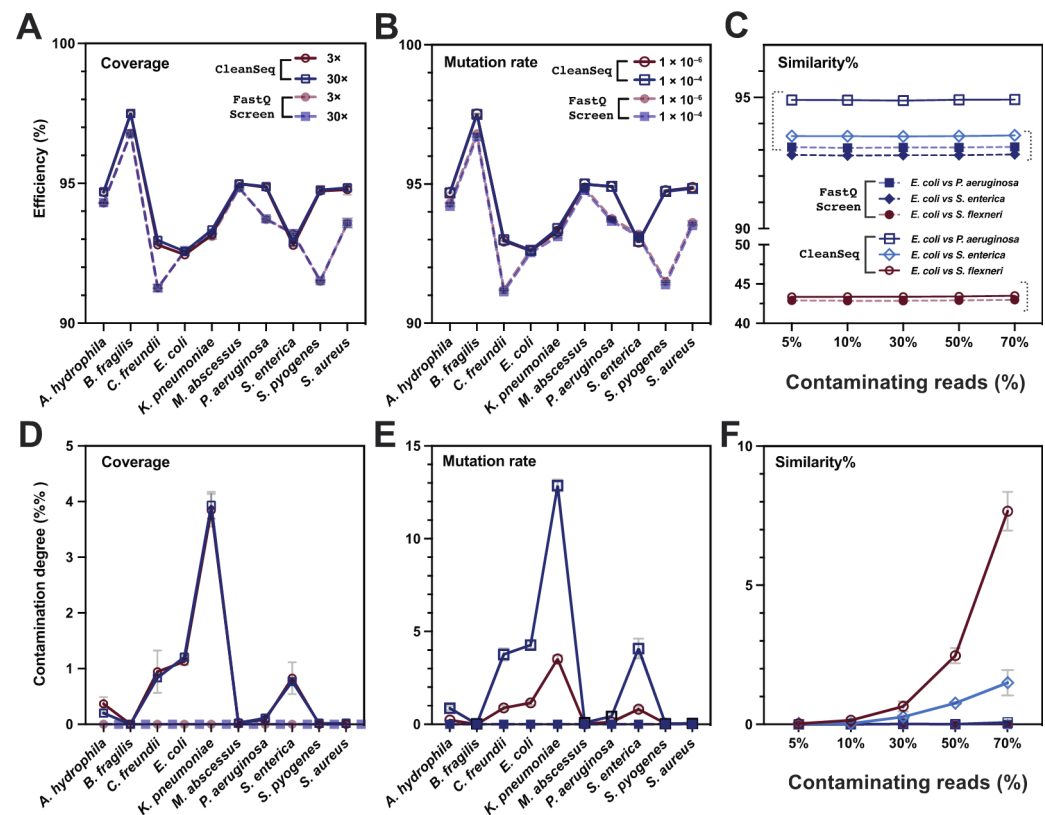 A
Coverage
CleanSeq
3×
30×
FastQ
Screen
3×
30×
Efficiency (%)
100
95
90
A. hydrophila
B. fragilis
C. freundii
E. coli
K. pneumoniae
M. abscessus
P. aeruginosa
S. enterica
S. pyogenes
S. aureus
B
Mutation rate
CleanSeq
1 × 10⁻⁶
1 × 10⁻⁴
FastQ
Screen
1 × 10⁻⁶
1 × 10⁻⁴
100
95
90
A. hydrophila
B. fragilis
C. freundii
E. coli
K. pneumoniae
M. abscessus
P. aeruginosa
S. enterica
S. pyogenes
S. aureus
C
Similarity%
95
90
50
45
40
FastQ
Screen
E. coli vs P. aeruginosa
E. coli vs S. enterica
E. coli vs S. flexneri
CleanSeq
E. coli vs P. aeruginosa
E. coli vs S. enterica
E. coli vs S. flexneri
5% 10% 30% 50% 70%
Contaminating reads (%)
D
Coverage
Contamination degree (%%)
5
4
3
2
1
0
A. hydrophila
B. fragilis
C. freundii
E. coli
K. pneumoniae
M. abscessus
P. aeruginosa
S. enterica
S. pyogenes
S. aureus
E
Mutation rate
15
10
5
0
A. hydrophila
B. fragilis
C. freundii
E. coli
K. pneumoniae
M. abscessus
P. aeruginosa
S. enterica
S. pyogenes
S. aureus
F
Similarity%
10
5
0
5% 10% 30% 50% 70%
Contaminating reads (%)